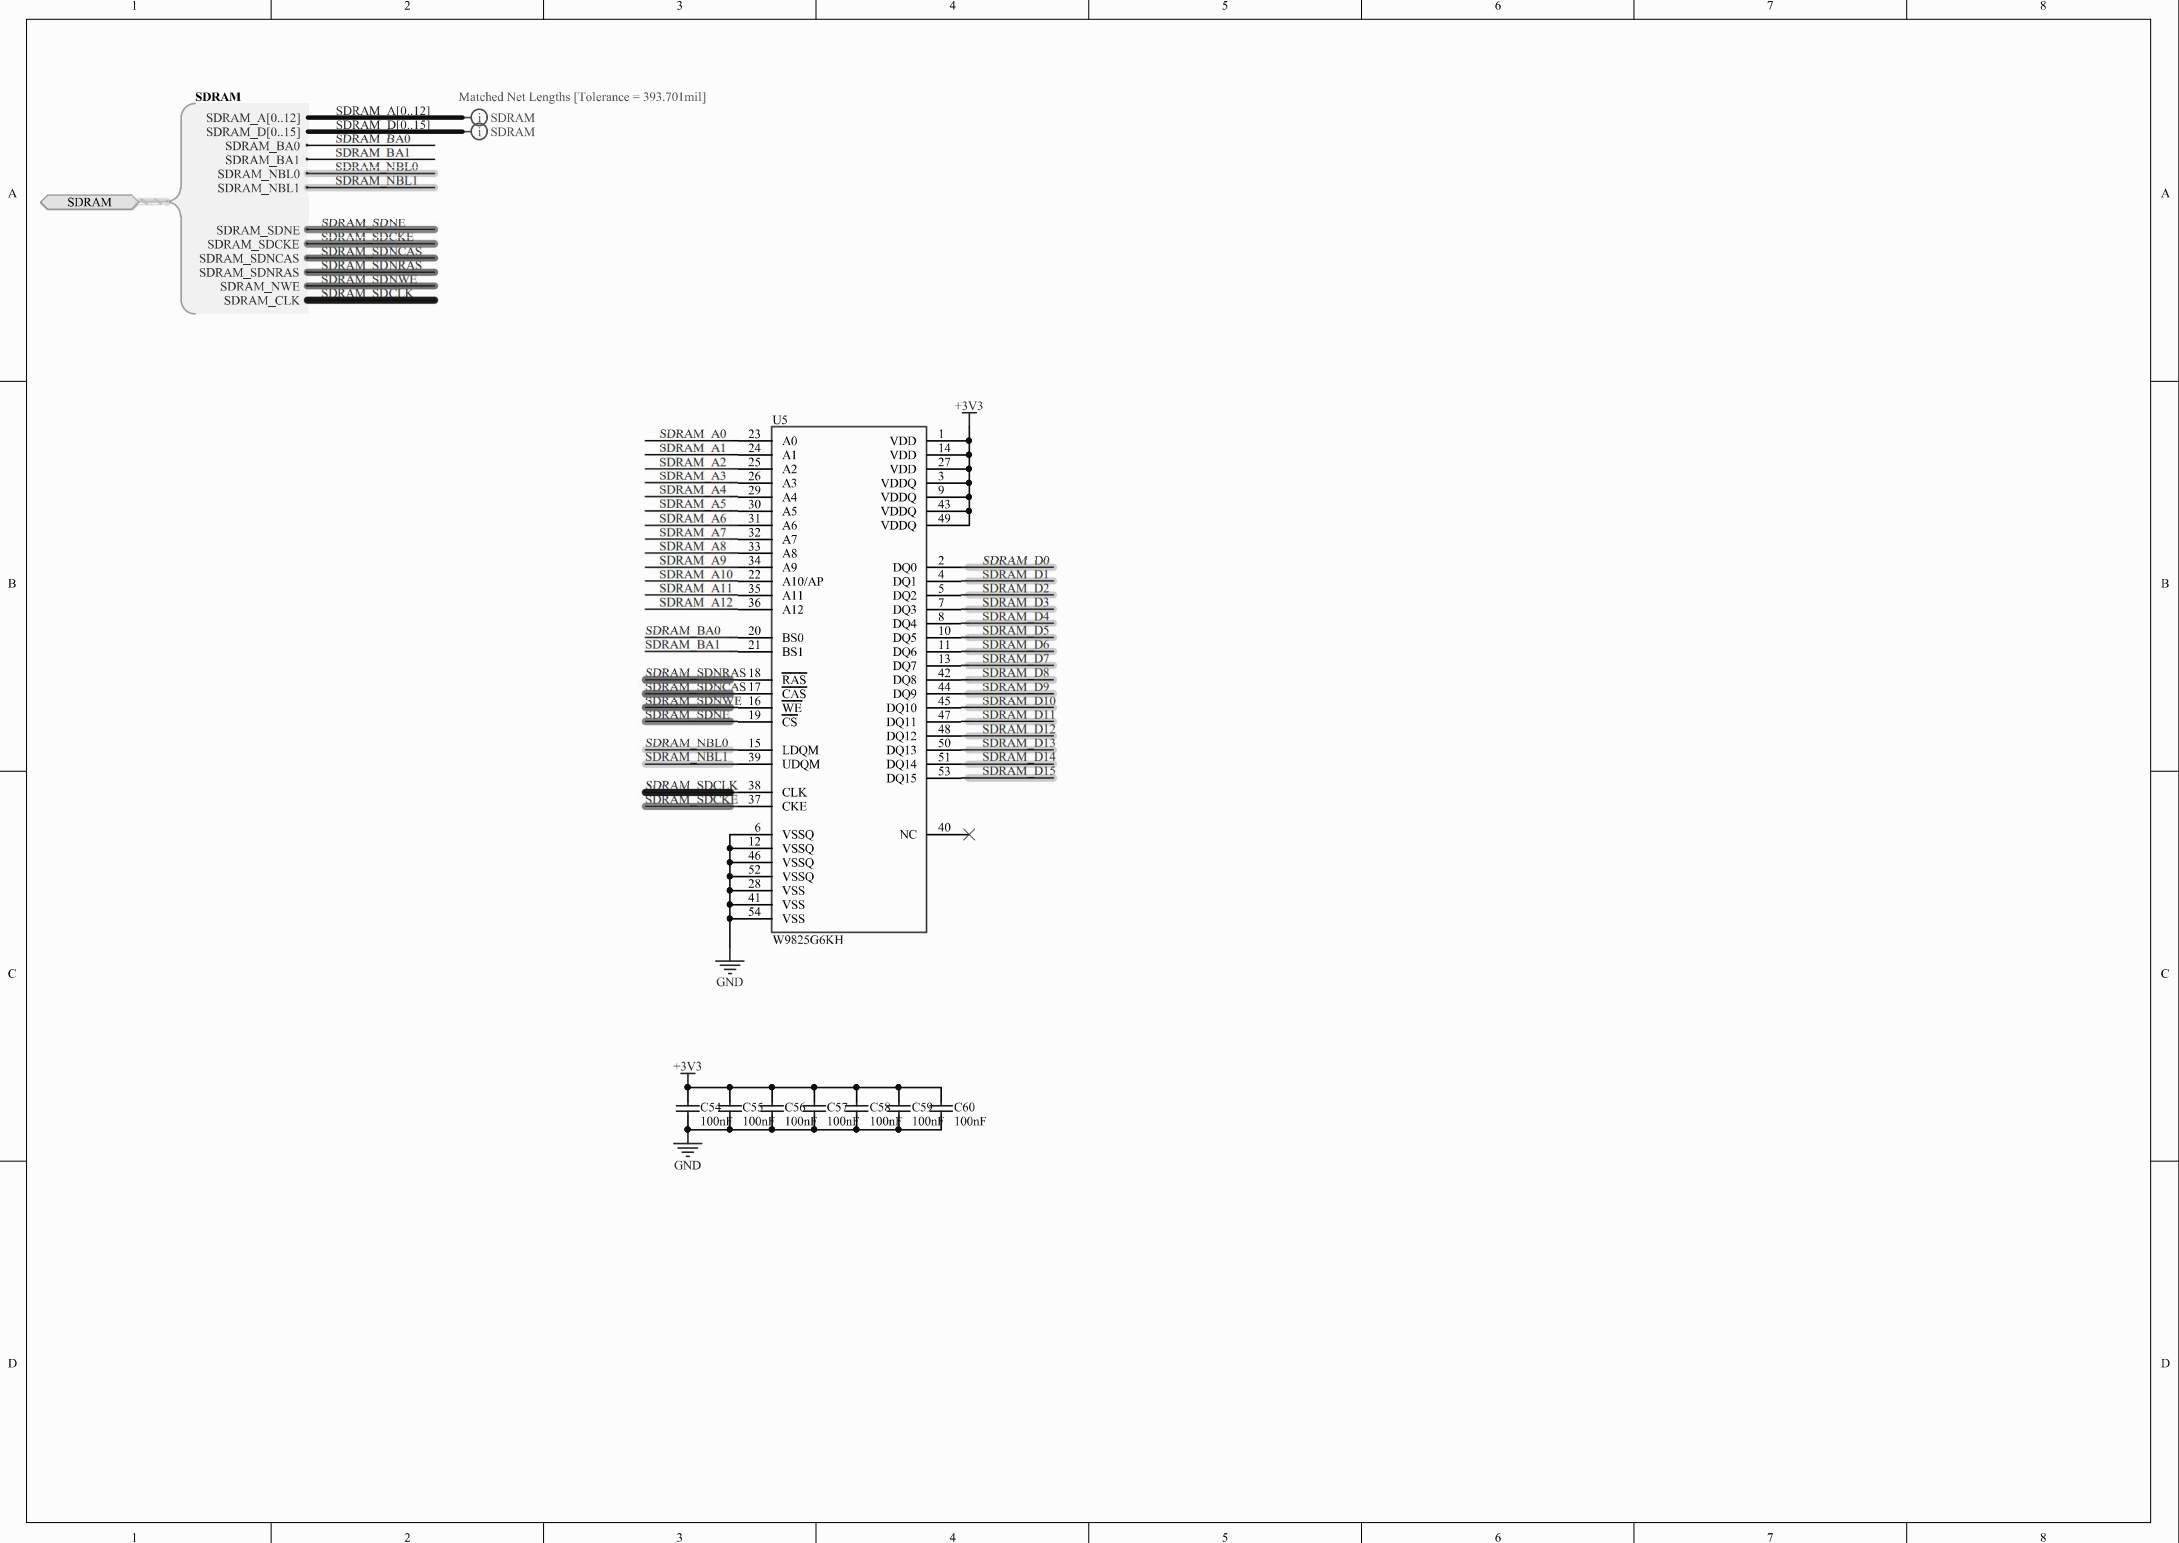 1 2 3 4 5 6 7 8
SDRAM
Matched Net Lengths [Tolerance = 393.701mil]
SDRAM_A[0..12] SDRAM_A[0..12] i SDRAM
SDRAM_D[0..15] SDRAM_D[0..15] i SDRAM
SDRAM_BA0 SDRAM_BA0
SDRAM_BA1 SDRAM_BA1
SDRAM_NBL0 SDRAM_NBL0
SDRAM_NBL1 SDRAM_NBL1
A A
SDRAM
SDRAM_SDNE SDRAM_SDNE
SDRAM_SDCKE SDRAM_SDCKE
SDRAM_SDNCAS SDRAM_SDNCAS
SDRAM_SDNRAS SDRAM_SDNRAS
SDRAM_NWE SDRAM_SDNWE
SDRAM_CLK SDRAM_SDCLK
+3V3
U5
SDRAM_A0 23 A0 VDD 1
SDRAM_A1 24 A1 VDD 14
SDRAM_A2 25 A2 VDD 27
SDRAM_A3 26 A3 VDDQ 3
SDRAM_A4 29 A4 VDDQ 9
SDRAM_A5 30 A5 VDDQ 43
SDRAM_A6 31 A6 VDDQ 49
SDRAM_A7 32 A7
SDRAM_A8 33 A8
SDRAM_A9 34 A9 DQ0 2 SDRAM_D0
SDRAM_A10 22 A10/AP DQ1 4 SDRAM_D1
B B
SDRAM_A11 35 A11 DQ2 5 SDRAM_D2
SDRAM_A12 36 A12 DQ3 7 SDRAM_D3
DQ4 8 SDRAM_D4
SDRAM_BA0 20 BS0 DQ5 10 SDRAM_D5
SDRAM_BA1 21 BS1 DQ6 11 SDRAM_D6
DQ7 13 SDRAM_D7
SDRAM_SDNRAS 18 RAS DQ8 42 SDRAM_D8
SDRAM_SDNCAS 17 CAS DQ9 44 SDRAM_D9
SDRAM_SDNWE 16 WE DQ10 45 SDRAM_D10
SDRAM_SDNE 19 CS DQ11 47 SDRAM_D11
DQ12 48 SDRAM_D12
SDRAM_NBL0 15 LDQM DQ13 50 SDRAM_D13
SDRAM_NBL1 39 UDQM DQ14 51 SDRAM_D14
DQ15 53 SDRAM_D15
SDRAM_SDCLK 38 CLK
SDRAM_SDCKE 37 CKE
6 VSSQ NC 40
12 VSSQ
46 VSSQ
52 VSSQ
28 VSS
41 VSS
54 VSS
W9825G6KH
C C
GND
+3V3
C54 C55 C56 C57 C58 C59 C60
100nF 100nF 100nF 100nF 100nF 100nF 100nF
GND
D D
1 2 3 4 5 6 7 8